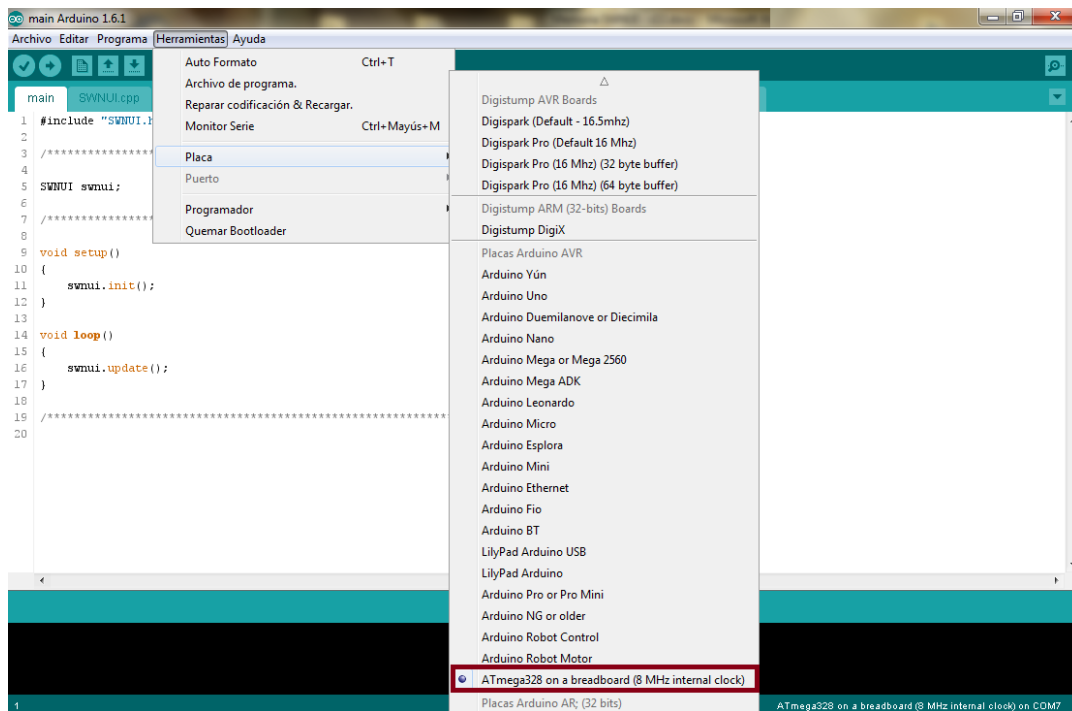 main Arduino 1.6.1
Archivo Editar Programa Herramientas Ayuda
main SWNUI.cpp
Auto Formato Ctrl+T
Archivo de programa.
Reparar codificación & Recargar.
Monitor Serie Ctrl+Mayús+M
Placa
Puerto
Programador
Quemar Bootloader
Digistump AVR Boards
Digispark (Default - 16.5mhz)
Digispark Pro (Default 16 Mhz)
Digispark Pro (16 Mhz) (32 byte buffer)
Digispark Pro (16 Mhz) (64 byte buffer)
Digistump ARM (32-bits) Boards
Digistump DigiX
Placas Arduino AVR
Arduino Yún
Arduino Uno
Arduino Duemilanove or Diecimila
Arduino Nano
Arduino Mega or Mega 2560
Arduino Mega ADK
Arduino Leonardo
Arduino Micro
Arduino Esplora
Arduino Mini
Arduino Ethernet
Arduino Fio
Arduino BT
LilyPad Arduino USB
LilyPad Arduino
Arduino Pro or Pro Mini
Arduino NG or older
Arduino Robot Control
Arduino Robot Motor
ATmega328 on a breadboard (8 MHz internal clock)
Placas Arduino AR; (32 bits)
1 #include "SWNUI.h
2
3 /****************
4
5 SWNUI swnui;
6
7 /****************
8
9 void setup()
10 {
11 swnui.init();
12 }
13
14 void loop()
15 {
16 swnui.update();
17 }
18
19 /************************************************************
20
1
ATmega328 on a breadboard (8 MHz internal clock) on COM7